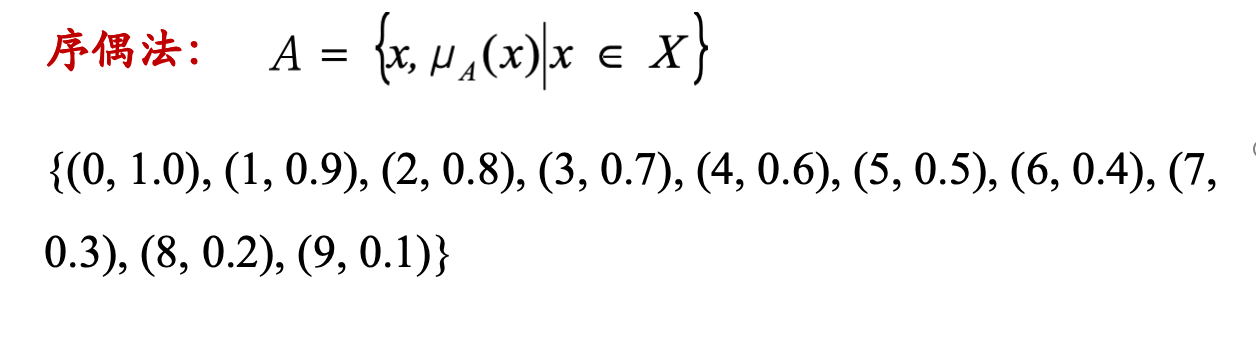 序偶法： A = {x, μ_A(x)|x ∈ X}
{(0, 1.0), (1, 0.9), (2, 0.8), (3, 0.7), (4, 0.6), (5, 0.5), (6, 0.4), (7,
0.3), (8, 0.2), (9, 0.1)}